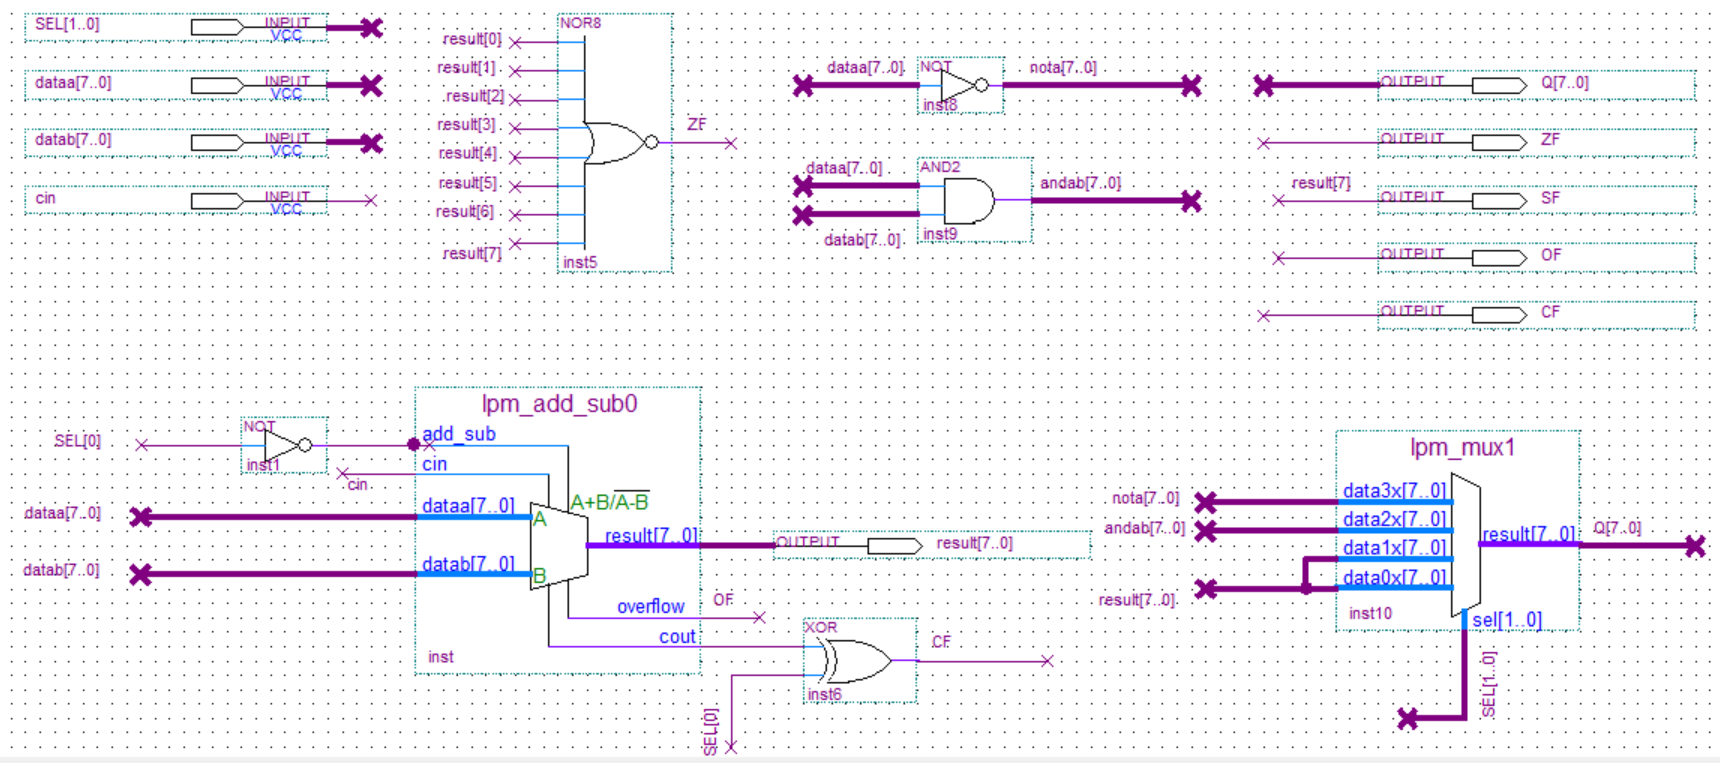 SEL[1..0]
INPUT
VCC
dataa[7..0]
INPUT
VCC
datab[7..0]
INPUT
VCC
cin
INPUT
VCC
NOR8
result[0]
result[1]
result[2]
result[3]
result[4]
result[5]
result[6]
result[7]
ZF
inst5
dataa[7..0]
NOT
nota[7..0]
inst8
dataa[7..0]
AND2
andab[7..0]
datab[7..0]
inst9
OUTPUT
Q[7..0]
OUTPUT
ZF
result[7]
OUTPUT
SF
OUTPUT
OF
OUTPUT
CF
lpm_add_sub0
SEL[0]
NOT
inst1
add_sub
cin
cin
dataa[7..0]
dataa[7..0]
A
A+B/A-B
datab[7..0]
datab[7..0]
B
result[7..0]
OUTPUT
result[7..0]
overflow
OF
cout
inst
XOR
CF
inst6
SEL[0]
lpm_mux1
nota[7..0]
data3x[7..0]
andab[7..0]
data2x[7..0]
data1x[7..0]
result[7..0]
data0x[7..0]
result[7..0]
Q[7..0]
inst10
sel[1..0]
SEL[1..0]